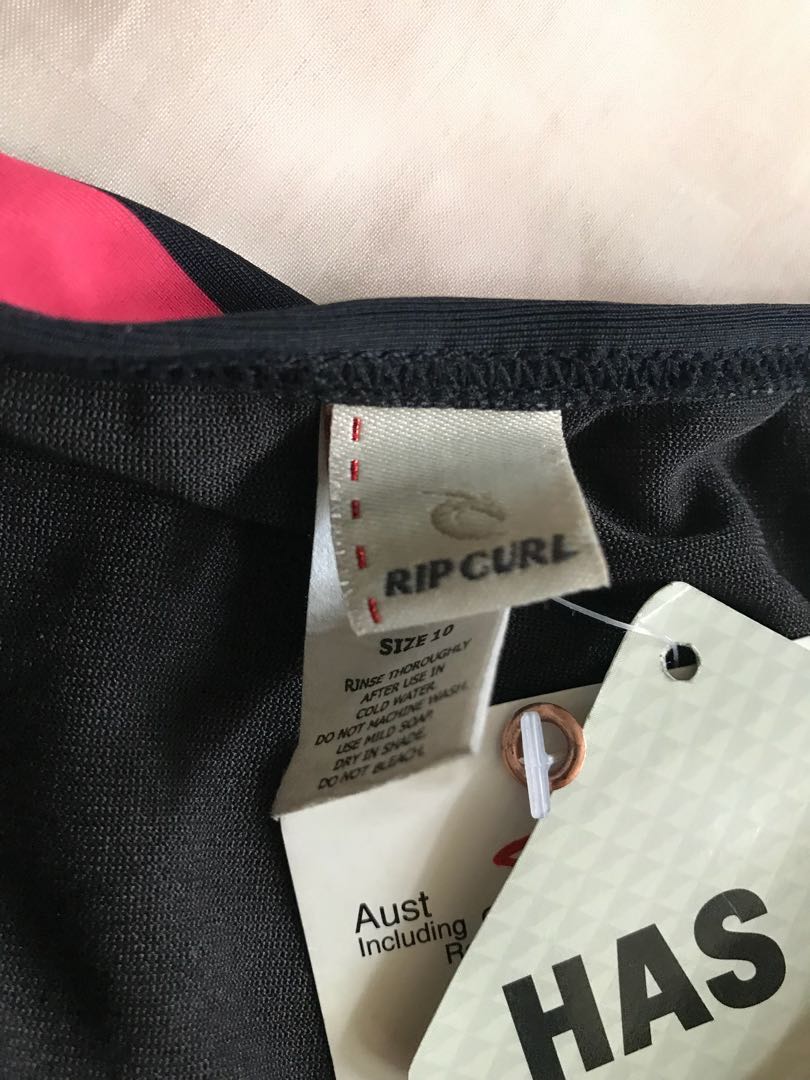 RIP CURL
SIZE 10
RINSE THOROUGHLY
AFTER USE IN
COLD WATER.
DO NOT MACHINE WASH.
USE MILD SOAP.
DRY IN SHADE.
DO NOT BLEACH.
Aust
Including
HAS